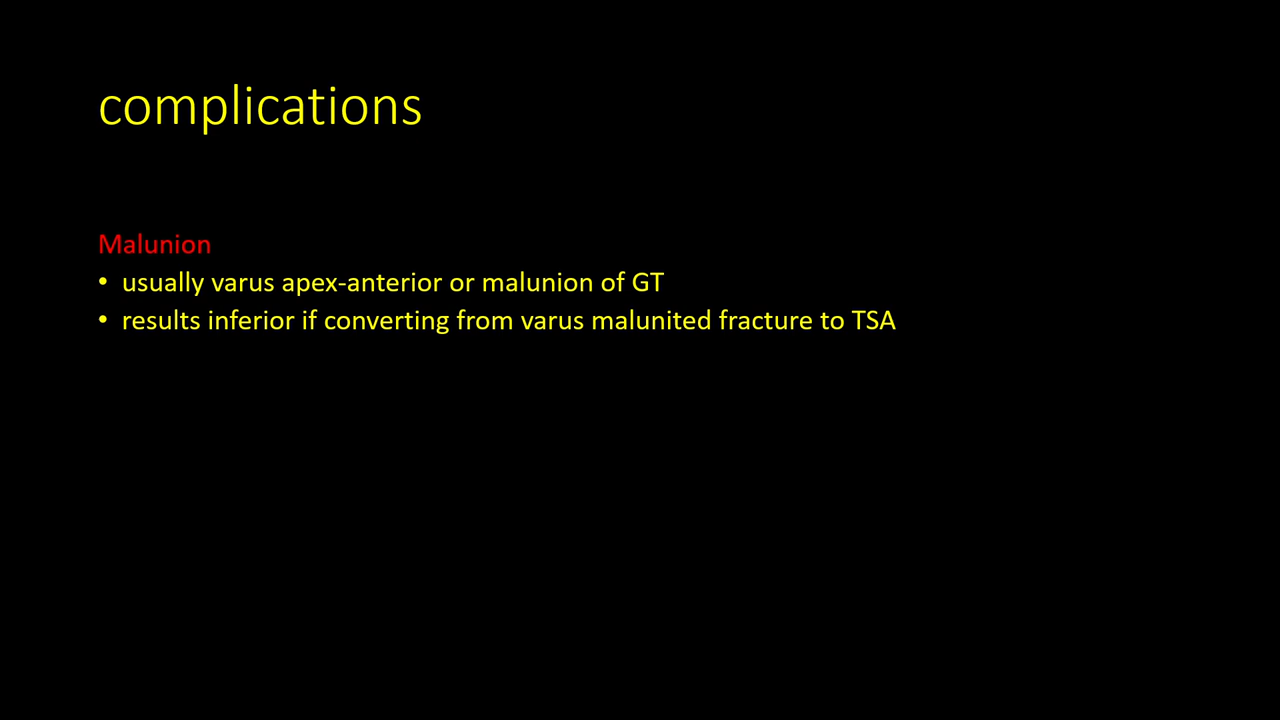 complications
Malunion
• usually varus apex-anterior or malunion of GT
• results inferior if converting from varus malunited fracture to TSA